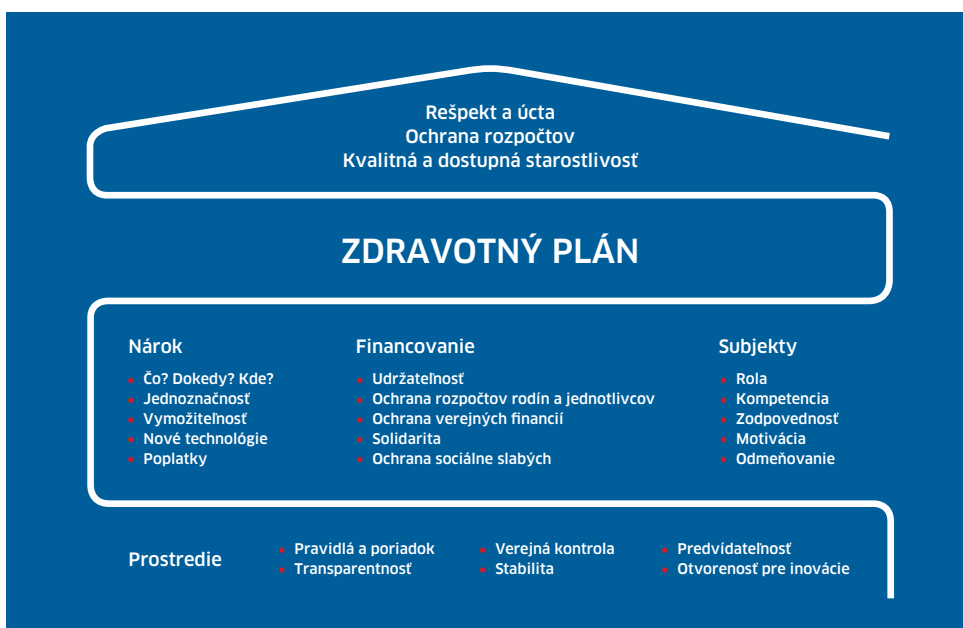 Rešpekt a úcta
Ochrana rozpočtov
Kvalitná a dostupná starostlivosť
ZDRAVOTNÝ PLÁN
Nárok
• Čo? Dokedy? Kde?
• Jednoznačnosť
• Vymožiteľnosť
• Nové technológie
• Poplatky
Financovanie
• Udržateľnosť
• Ochrana rozpočtov rodín a jednotlivcov
• Ochrana verejných financií
• Solidarita
• Ochrana sociálne slabých
Subjekty
• Rola
• Kompetencia
• Zodpovednosť
• Motivácia
• Odmeňovanie
Prostredie
• Pravidlá a poriadok
• Transparentnosť
• Verejná kontrola
• Stabilita
• Predvídateľnosť
• Otvorenosť pre inovácie